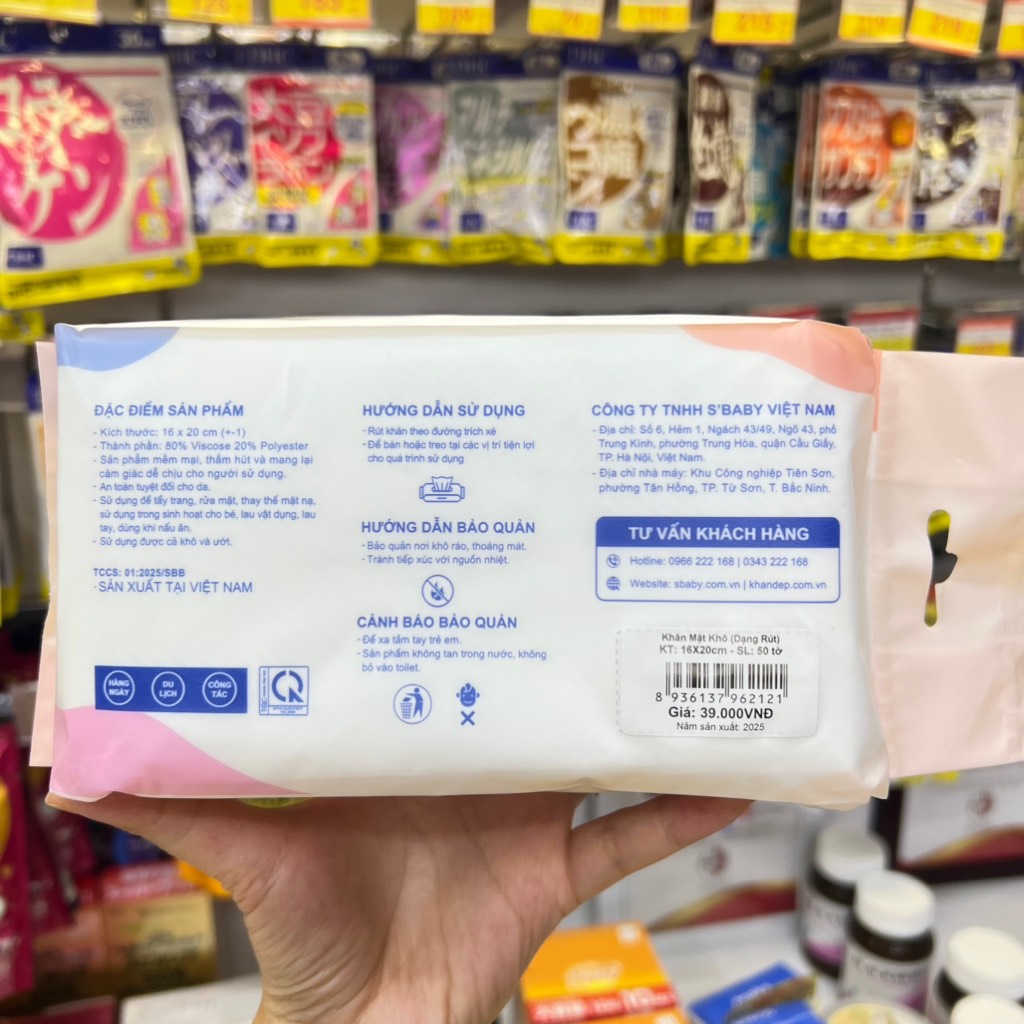 ĐẶC ĐIỂM SẢN PHẨM
- Kích thước: 16 x 20 cm (+-1)
- Thành phần: 80% Viscose 20% Polyester
- Sản phẩm mềm mại, thấm hút và mang lại
cảm giác dễ chịu cho người sử dụng.
- An toàn tuyệt đối cho da.
- Sử dụng để tẩy trang, rửa mặt, thay thế mặt nạ,
sử dụng trong sinh hoạt cho bé, lau vật dụng, lau
tay, dùng khi nấu ăn.
- Sử dụng được cả khô và ướt.
TCCS: 01:2025/SBB
-SẢN XUẤT TẠI VIỆT NAM
HÀNG
NGÀY
DU
LỊCH
CÔNG
TÁC
HƯỚNG DẪN SỬ DỤNG
- Rút khăn theo đường trích xé
- Để bàn hoặc treo tại các vị trí tiện lợi
cho quá trình sử dụng
HƯỚNG DẪN BẢO QUẢN
- Bảo quản nơi khô ráo, thoáng mát.
- Tránh tiếp xúc với nguồn nhiệt.
CẢNH BÁO BẢO QUẢN
- Để xa tầm tay trẻ em.
- Sản phẩm không tan trong nước, không
bỏ vào toilet.
CÔNG TY TNHH S'BABY VIỆT NAM
- Địa chỉ: Số 6, Hẻm 1, Ngách 43/49, Ngõ 43, phố
Trung Kính, phường Trung Hòa, quận Cầu Giấy,
TP. Hà Nội, Việt Nam.
- Địa chỉ nhà máy: Khu Công nghiệp Tiên Sơn,
phường Tân Hồng, TP. Từ Sơn, T. Bắc Ninh.
TƯ VẤN KHÁCH HÀNG
Hotline: 0966 222 168 | 0343 222 168
Website: sbaby.com.vn | khandep.com.vn
Khăn Mặt Khô (Dạng Rút)
KT: 16X20cm - SL: 50 tờ
8 936137 962121
Giá: 39.000VNĐ
Năm sản xuất: 2025